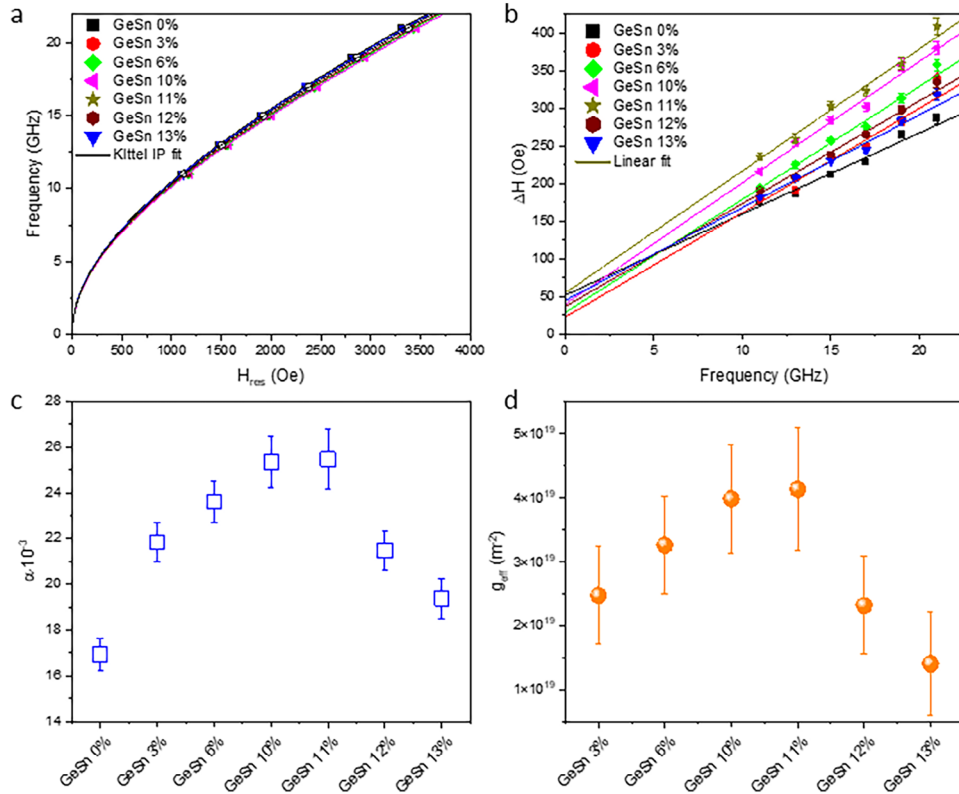 a
GeSn 0%
GeSn 3%
GeSn 6%
GeSn 10%
GeSn 11%
GeSn 12%
GeSn 13%
Kittel IP fit
Frequency (GHz)
20
15
10
5
0
0 500 1000 1500 2000 2500 3000 3500 4000
H_res (Oe)
b
GeSn 0%
GeSn 3%
GeSn 6%
GeSn 10%
GeSn 11%
GeSn 12%
GeSn 13%
Linear fit
ΔH (Oe)
400
350
300
250
200
150
100
50
0
0 5 10 15 20
Frequency (GHz)
c
α·10⁻³
28
26
24
22
20
18
16
14
GeSn 0%
GeSn 3%
GeSn 6%
GeSn 10%
GeSn 11%
GeSn 12%
GeSn 13%
d
g_eff (m⁻²)
5×10¹⁹
4×10¹⁹
3×10¹⁹
2×10¹⁹
1×10¹⁹
GeSn 3%
GeSn 6%
GeSn 10%
GeSn 11%
GeSn 12%
GeSn 13%